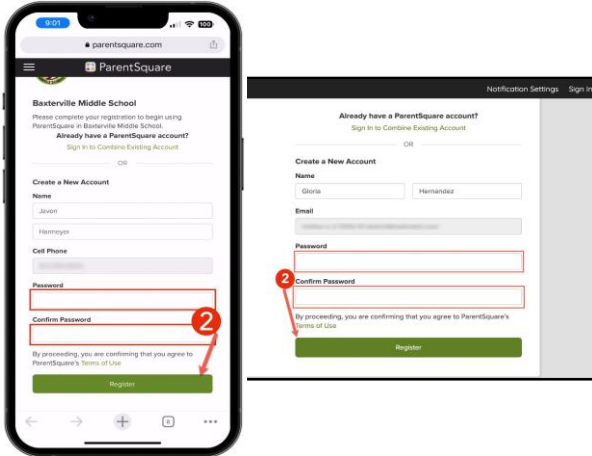 9:01
100
parentsquare.com
ParentSquare
Baxterville Middle School
Please complete your registration to begin using
ParentSquare in Baxterville Middle School.
Already have a ParentSquare account?
Sign In to Combine Existing Account
OR
Create a New Account
Name
Javon
Harmeyer
Cell Phone
Password
Confirm Password
2
By proceeding, you are confirming that you agree to
ParentSquare's Terms of Use
Register
Notification Settings Sign In
Already have a ParentSquare account?
Sign In to Combine Existing Account
OR
Create a New Account
Name
Gloria Hernandez
Email
Password
2
Confirm Password
By proceeding, you are confirming that you agree to ParentSquare's
Terms of Use
Register